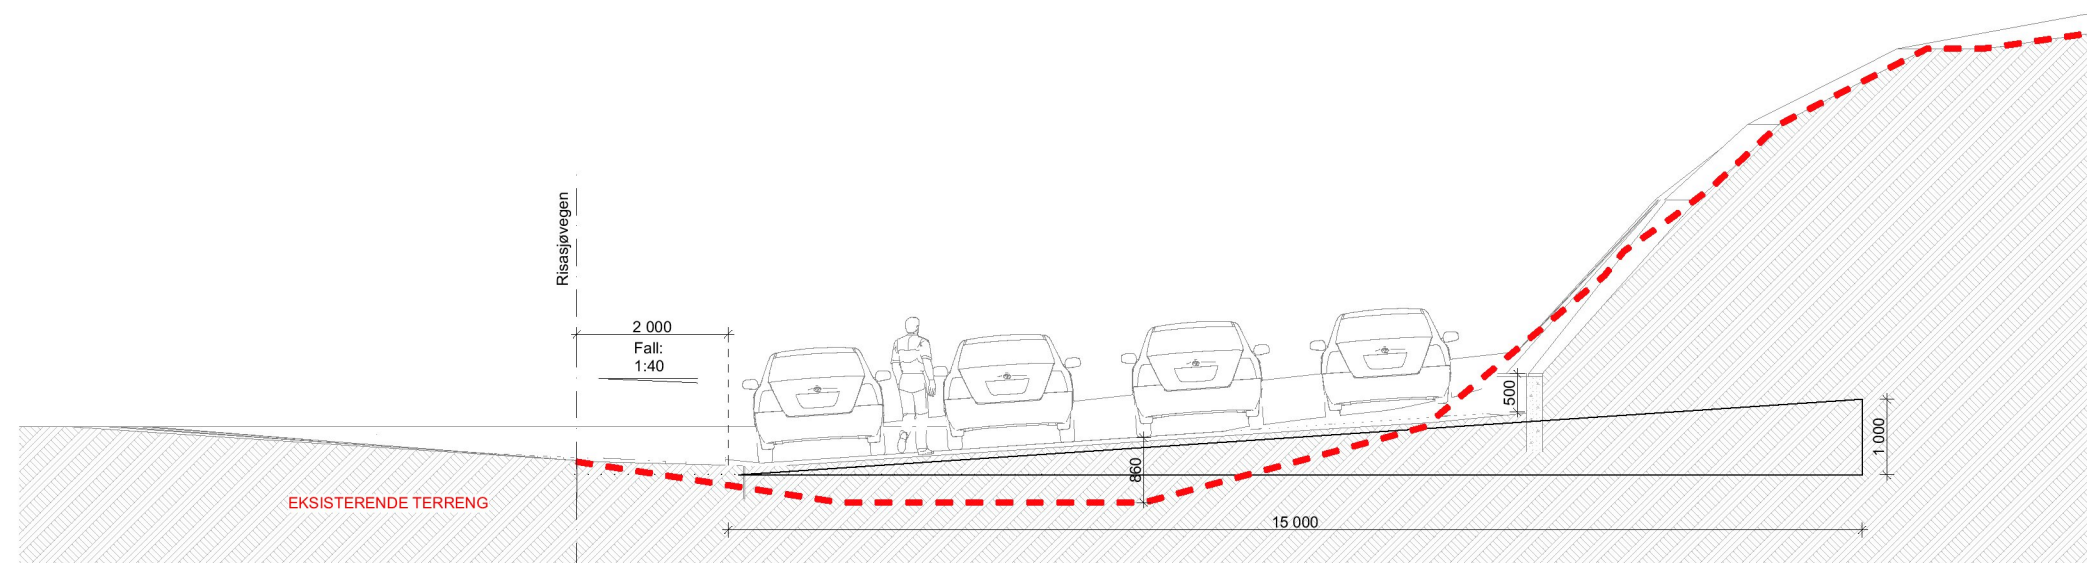 Risasjøvegen
2 000
Fall:
1:40
500
1 000
860
EKSISTERENDE TERRENG
15 000